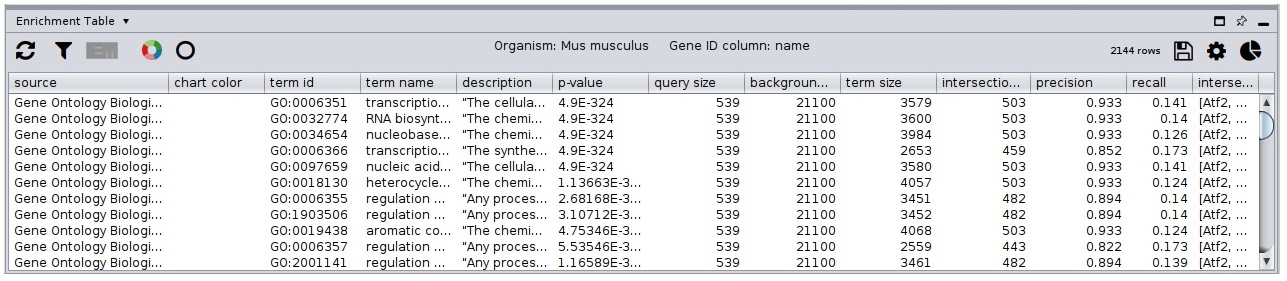 Enrichment Table
Organism: Mus musculus Gene ID column: name 2144 rows
source chart color term id term name description p-value query size backgroun... term size intersectio... precision recall interse...
Gene Ontology Biologi... GO:0006351 transcriptio... "The cellula... 4.9E-324 539 21100 3579 503 0.933 0.141 [Atf2, ...
Gene Ontology Biologi... GO:0032774 RNA biosynt... "The chemi... 4.9E-324 539 21100 3600 503 0.933 0.14 [Atf2, ...
Gene Ontology Biologi... GO:0034654 nucleobase... "The chemi... 4.9E-324 539 21100 3984 503 0.933 0.126 [Atf2, ...
Gene Ontology Biologi... GO:0006366 transcriptio... "The synthe... 4.9E-324 539 21100 2653 459 0.852 0.173 [Atf2, ...
Gene Ontology Biologi... GO:0097659 nucleic acid... "The cellula... 4.9E-324 539 21100 3580 503 0.933 0.141 [Atf2, ...
Gene Ontology Biologi... GO:0018130 heterocycle... "The chemi... 1.13663E-3... 539 21100 4057 503 0.933 0.124 [Atf2, ...
Gene Ontology Biologi... GO:0006355 regulation ... "Any proces... 2.68168E-3... 539 21100 3451 482 0.894 0.14 [Atf2, ...
Gene Ontology Biologi... GO:1903506 regulation ... "Any proces... 3.10712E-3... 539 21100 3452 482 0.894 0.14 [Atf2, ...
Gene Ontology Biologi... GO:0019438 aromatic co... "The chemi... 4.75346E-3... 539 21100 4068 503 0.933 0.124 [Atf2, ...
Gene Ontology Biologi... GO:0006357 regulation ... "Any proces... 5.53546E-3... 539 21100 2559 443 0.822 0.173 [Atf2, ...
Gene Ontology Biologi... GO:2001141 regulation ... "Any proces... 1.16589E-3... 539 21100 3461 482 0.894 0.139 [Atf2, ...